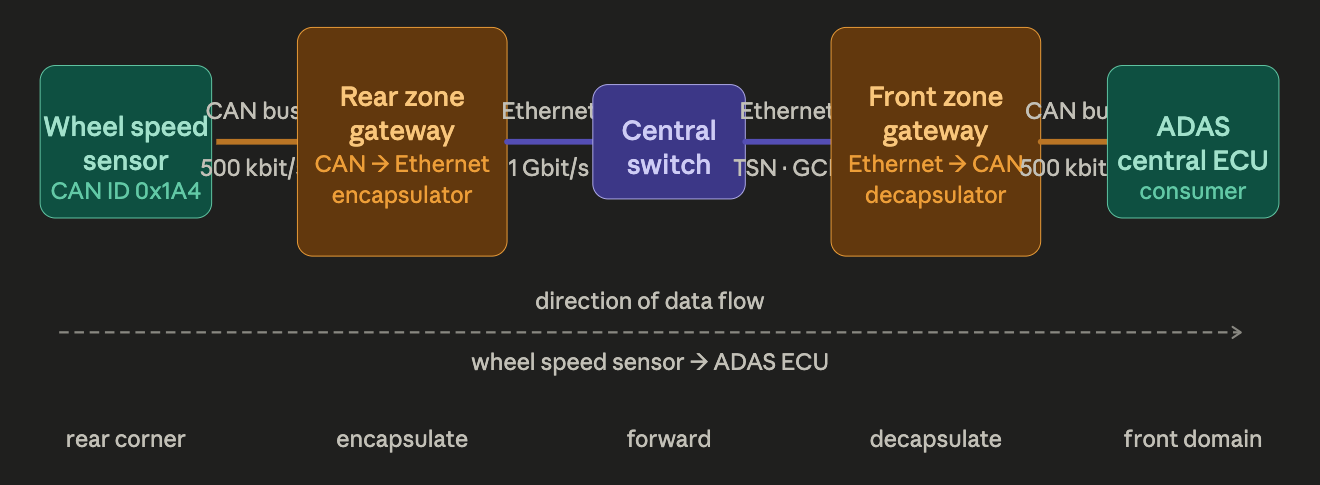 Wheel speed
sensor
CAN ID 0x1A4
CAN bus
500 kbit/
Rear zone
gateway
CAN → Ethernet
encapsulator
Ethernet
1 Gbit/s
Central
switch
Ethernet
TSN · GCL
Front zone
gateway
Ethernet → CAN
decapsulator
CAN bu
500 kbit
ADAS
central ECU
consumer
direction of data flow
wheel speed sensor → ADAS ECU
rear corner
encapsulate
forward
decapsulate
front domain